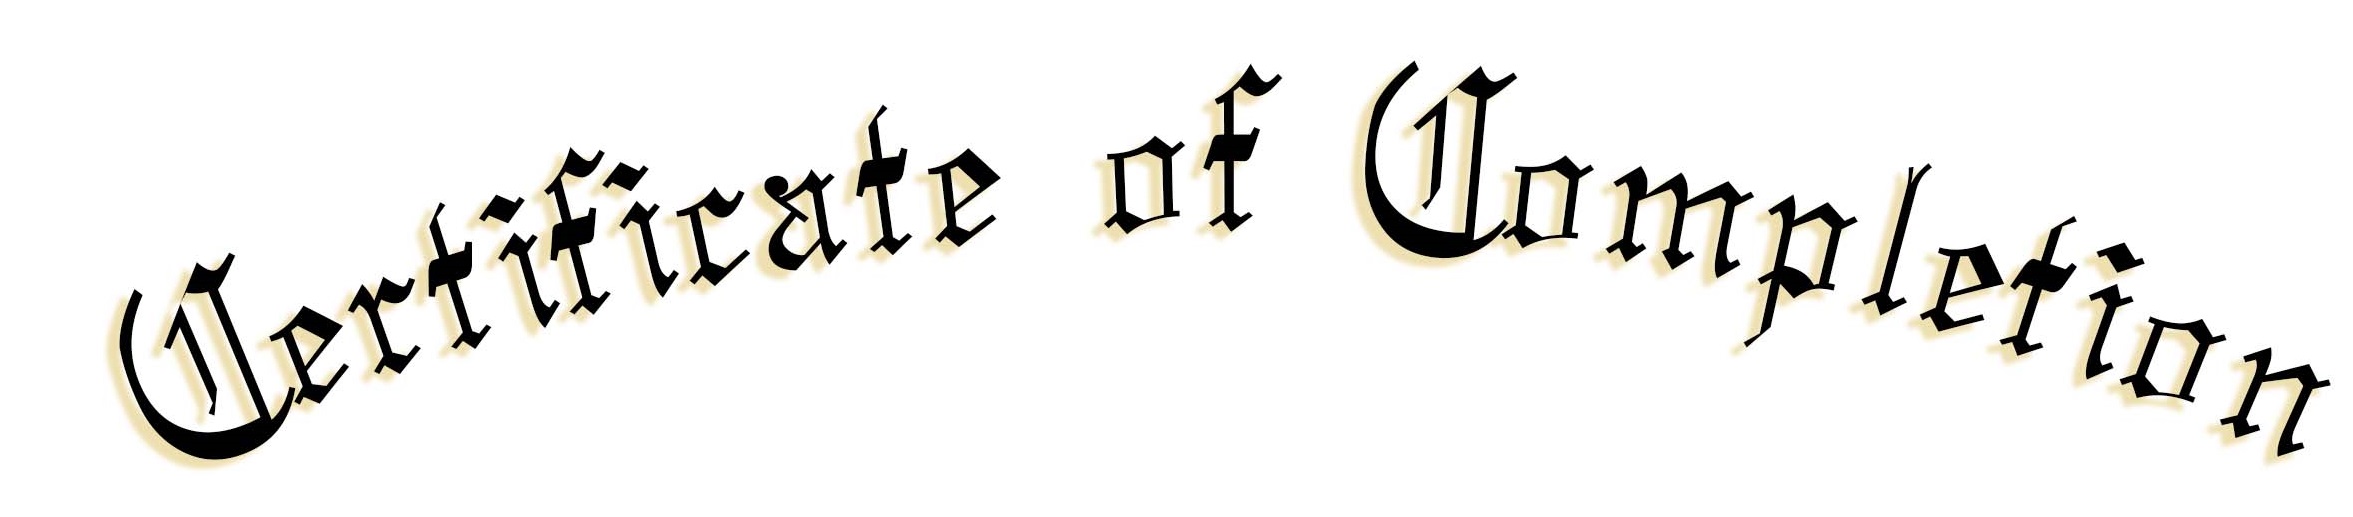 Certificate of Completion